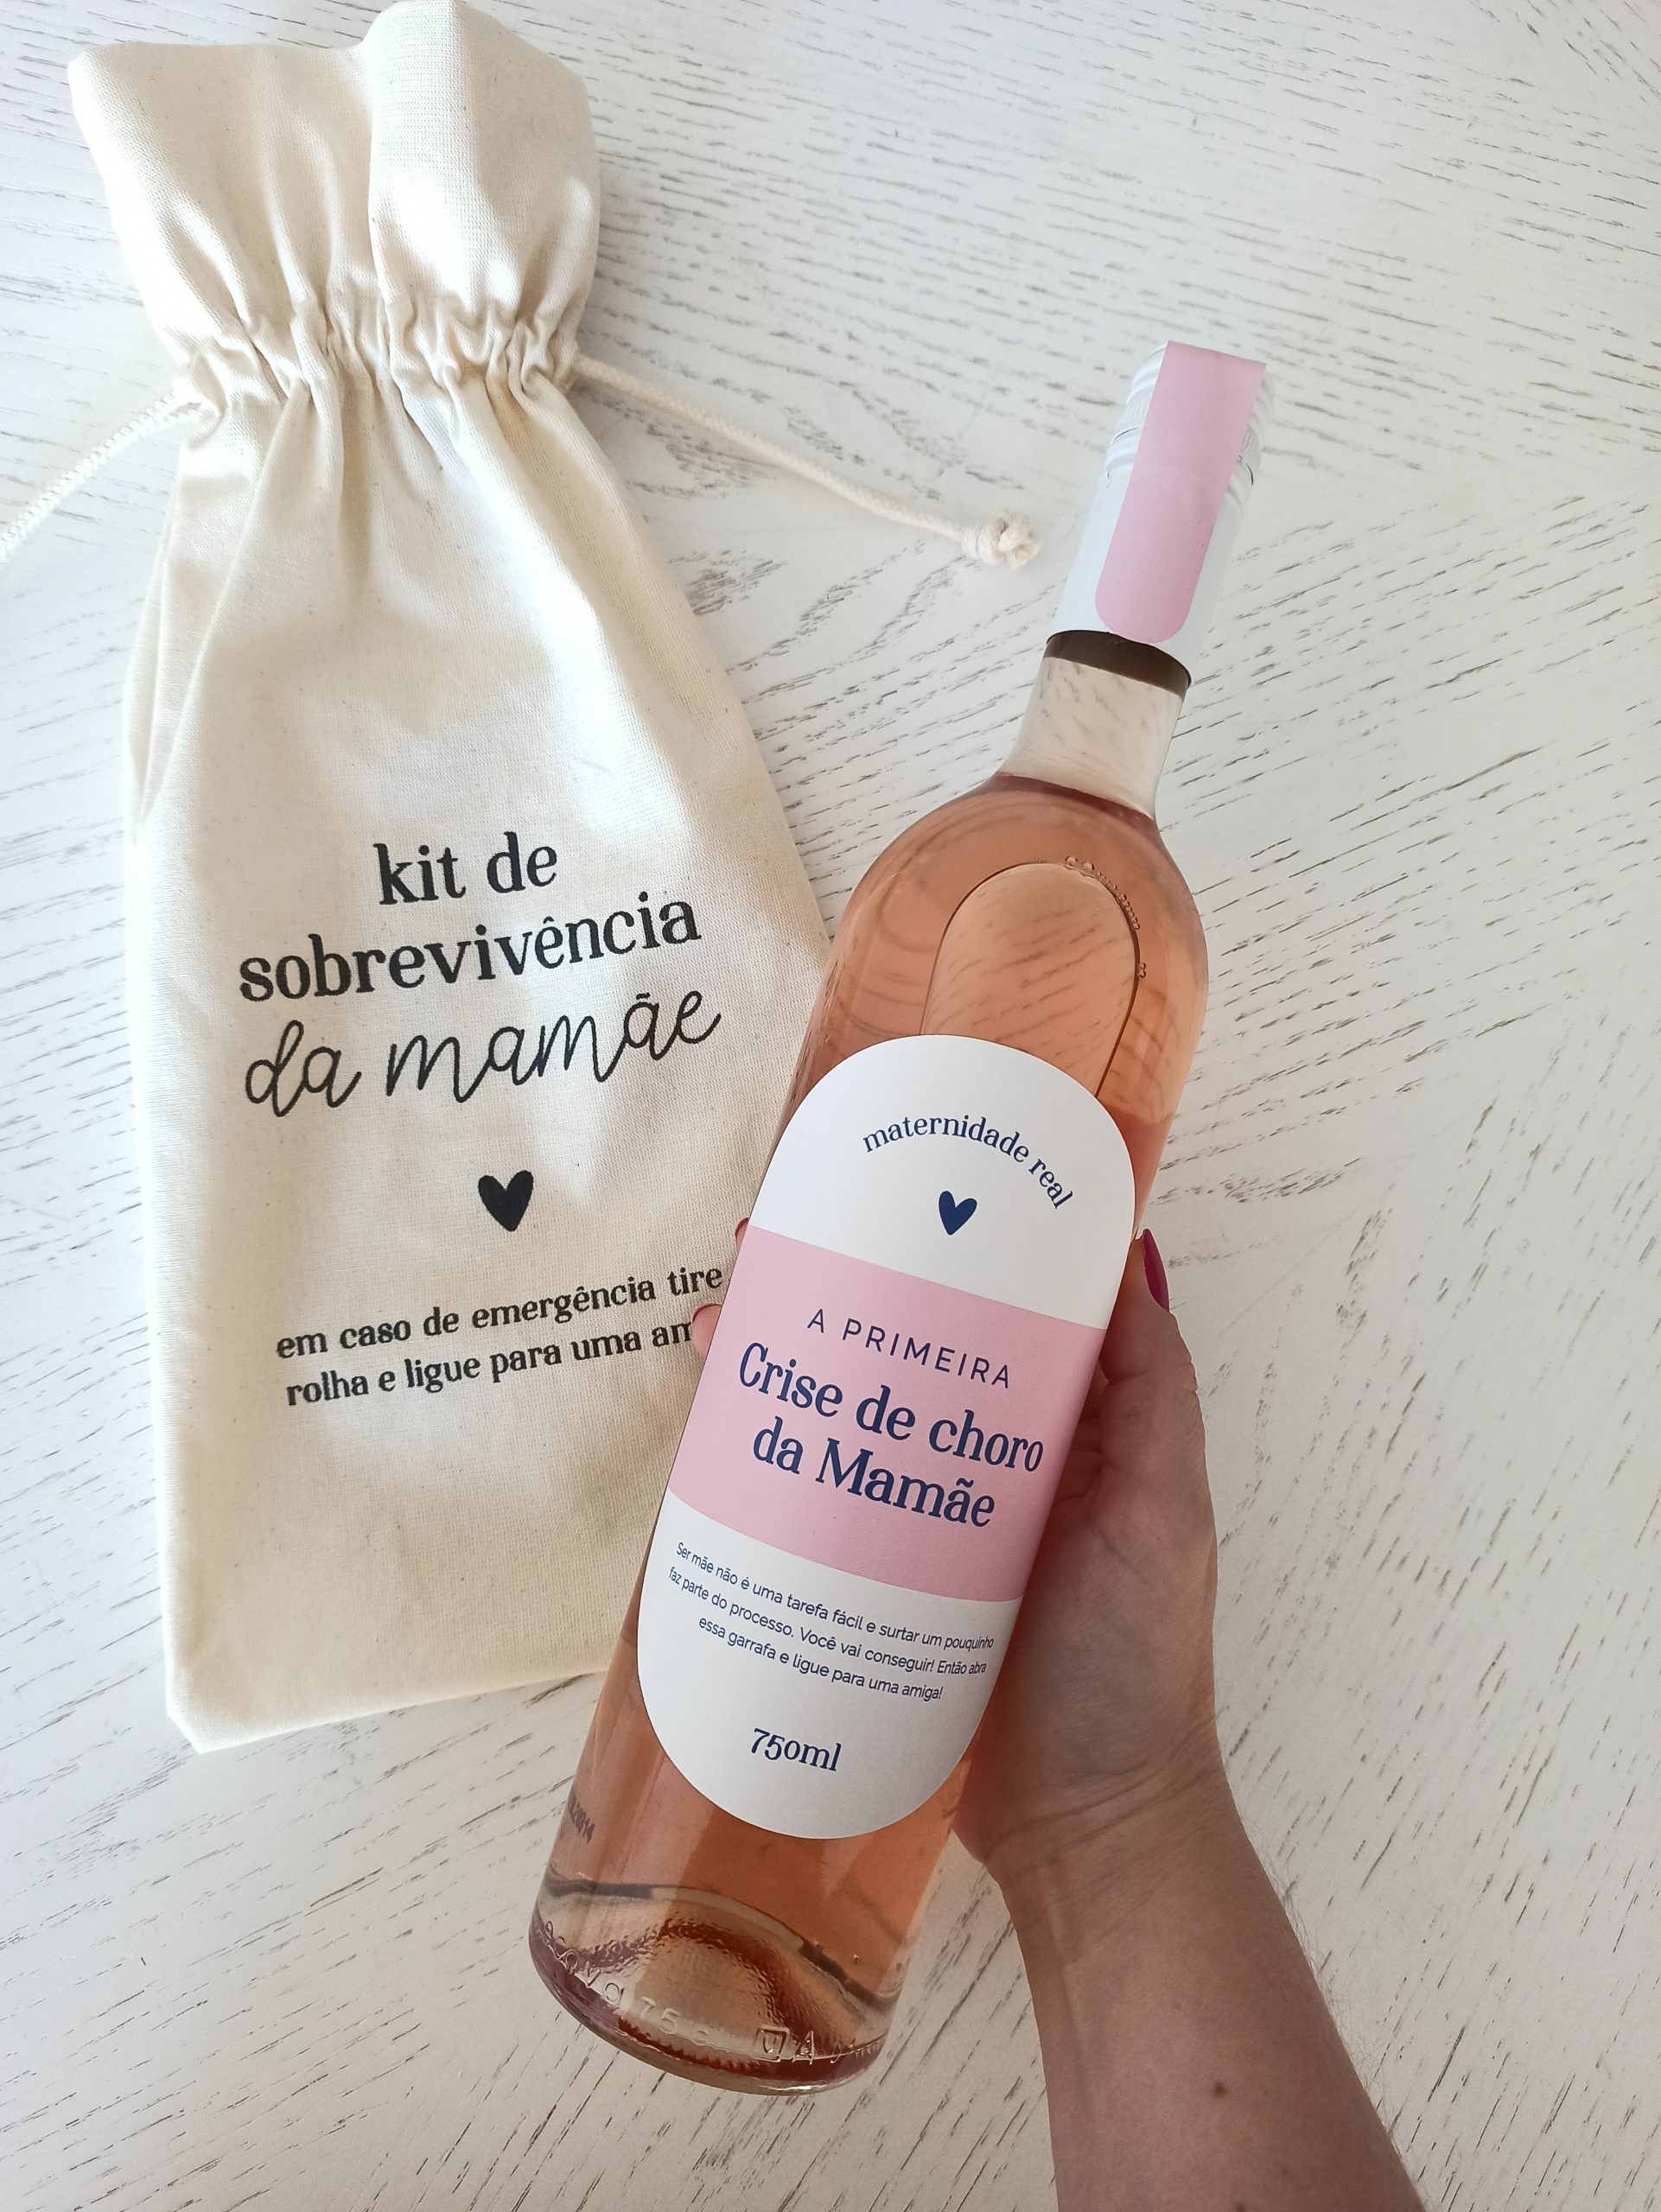 kit de
sobrevivência
da mamãe
em caso de emergência tire
rolha e ligue para uma
maternidade real
A PRIMEIRA
Crise de choro
da Mamãe
Ser mãe não é uma tarefa fácil e surtar um pouquinho
faz parte do processo. Você vai conseguir! Então abra
essa garrafa e ligue para uma amiga!
750ml